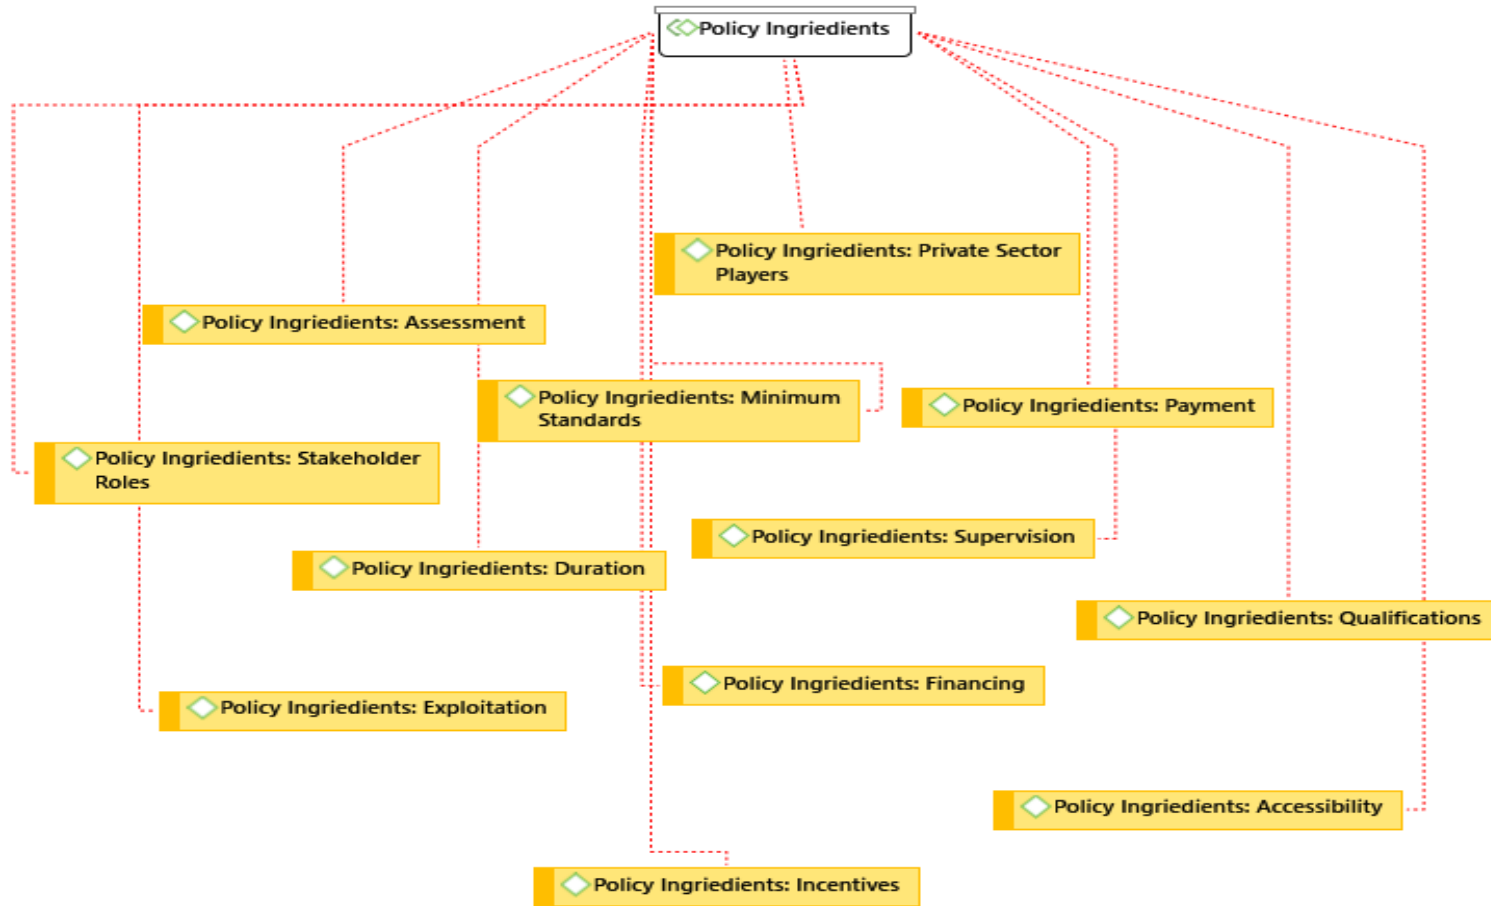 Policy Ingriedients
Policy Ingriedients: Private Sector
Players
Policy Ingriedients: Assessment
Policy Ingriedients: Minimum
Standards
Policy Ingriedients: Payment
Policy Ingriedients: Stakeholder
Roles
Policy Ingriedients: Supervision
Policy Ingriedients: Duration
Policy Ingriedients: Qualifications
Policy Ingriedients: Financing
Policy Ingriedients: Exploitation
Policy Ingriedients: Accessibility
Policy Ingriedients: Incentives